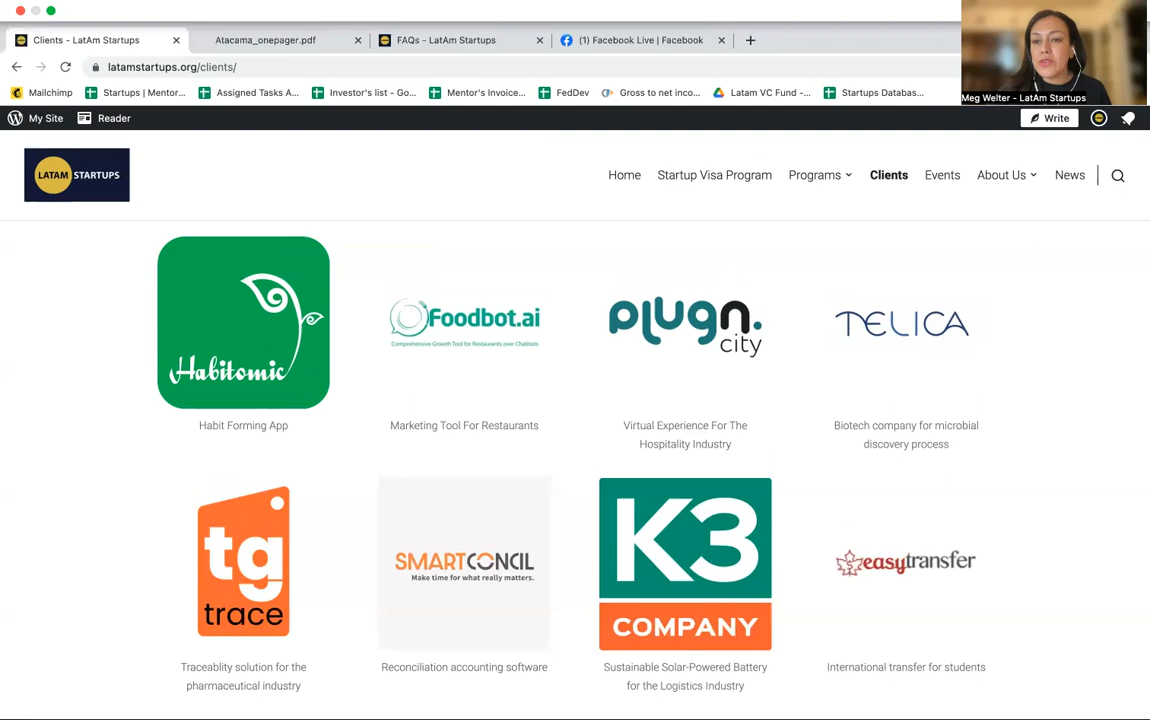 Clients - LatAm Startups
Atacama_onepager.pdf
FAQs - LatAm Startups
(1) Facebook Live | Facebook
latamstartups.org/clients/
Mailchimp
Startups | Mentor...
Assigned Tasks A...
Investor's list - Go...
Mentor's Invoice...
FedDev
Gross to net inco...
Latam VC Fund -...
Startups Databas...
Meg Welter - LatAm Startups
My Site
Reader
Write
LATAM STARTUPS
Home
Startup Visa Program
Programs
Clients
Events
About Us
News
Habitomic
Foodbot.ai
Comprehensive Growth Tool for Restaurants over Chatbots
plugn.
city
TELICA
Habit Forming App
Marketing Tool For Restaurants
Virtual Experience For The
Hospitality Industry
Biotech company for microbial
discovery process
tg
trace
SMARTCONCIL
Make time for what really matters.
K3
COMPANY
$
easytransfer
Traceablity solution for the
pharmaceutical industry
Reconciliation accounting software
Sustainable Solar-Powered Battery
for the Logistics Industry
International transfer for students